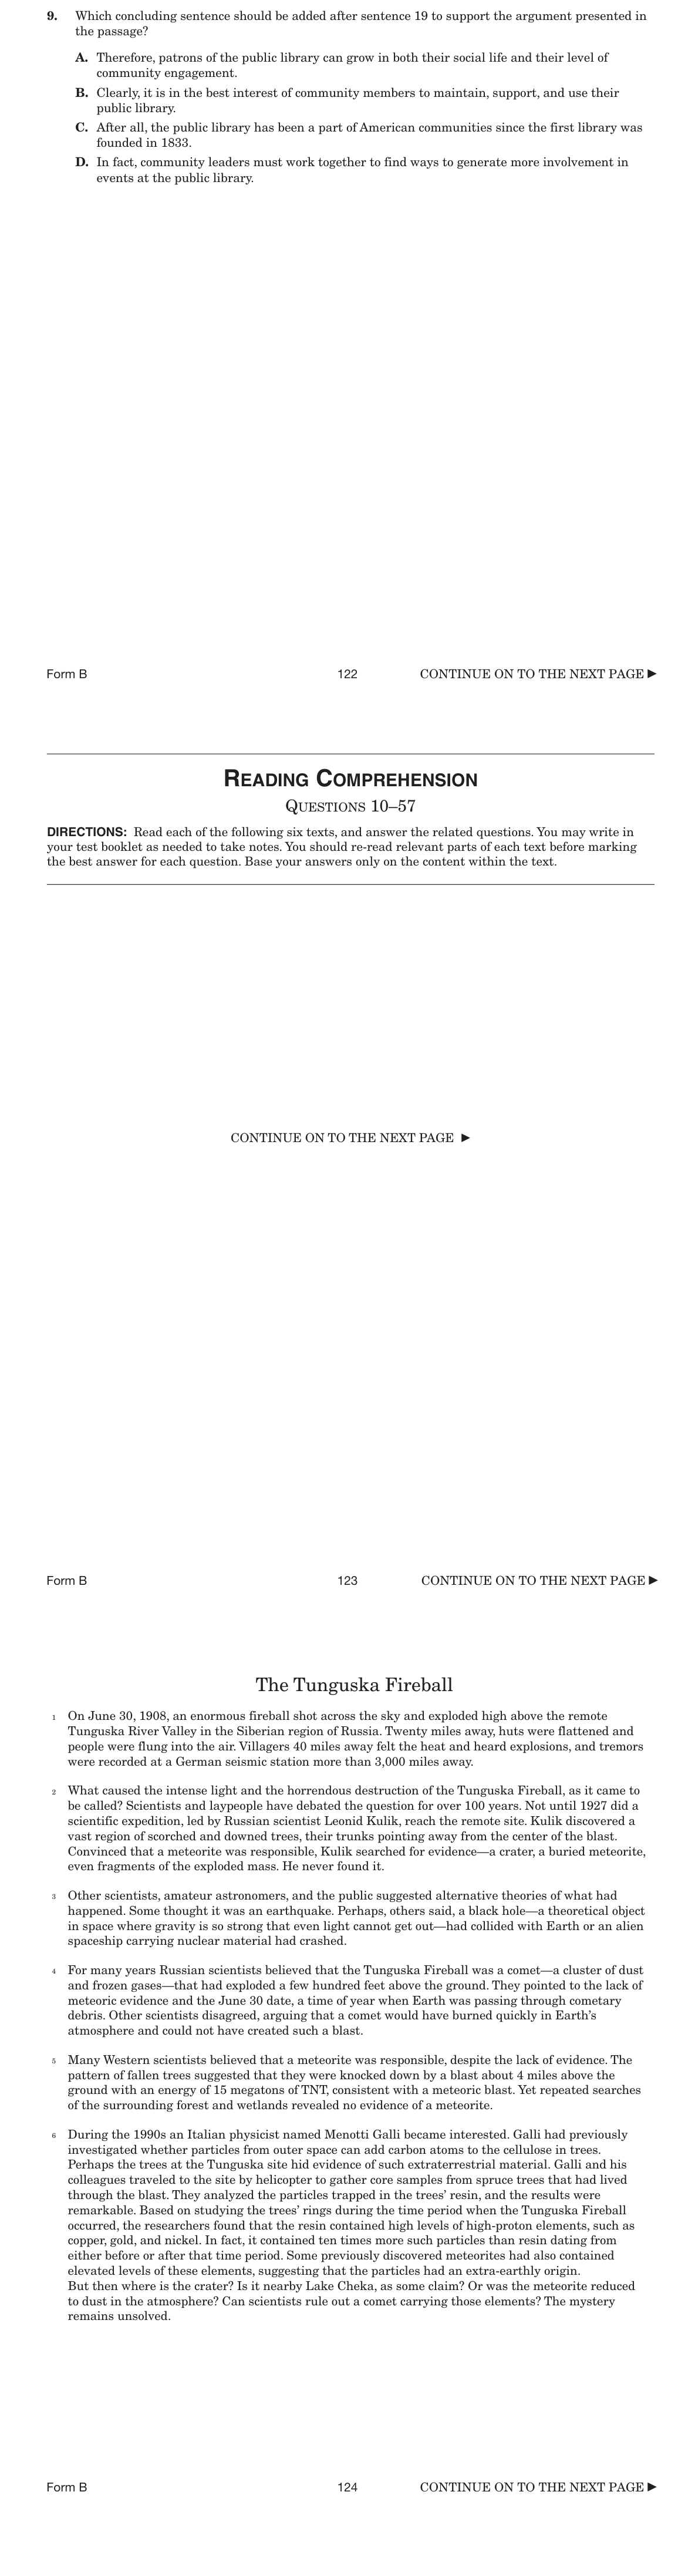 9. Which concluding sentence should be added after sentence 19 to support the argument presented in
the passage?
A. Therefore, patrons of the public library can grow in both their social life and their level of
community engagement.
B. Clearly, it is in the best interest of community members to maintain, support, and use their
public library.
C. After all, the public library has been a part of American communities since the first library was
founded in 1833.
D. In fact, community leaders must work together to find ways to generate more involvement in
events at the public library.
Form B 122 CONTINUE ON TO THE NEXT PAGE ►
READING COMPREHENSION
QUESTIONS 10–57
DIRECTIONS: Read each of the following six texts, and answer the related questions. You may write in
your test booklet as needed to take notes. You should re-read relevant parts of each text before marking
the best answer for each question. Base your answers only on the content within the text.
CONTINUE ON TO THE NEXT PAGE ►
Form B 123 CONTINUE ON TO THE NEXT PAGE ►
The Tunguska Fireball
1 On June 30, 1908, an enormous fireball shot across the sky and exploded high above the remote
Tunguska River Valley in the Siberian region of Russia. Twenty miles away, huts were flattened and
people were flung into the air. Villagers 40 miles away felt the heat and heard explosions, and tremors
were recorded at a German seismic station more than 3,000 miles away.
2 What caused the intense light and the horrendous destruction of the Tunguska Fireball, as it came to
be called? Scientists and laypeople have debated the question for over 100 years. Not until 1927 did a
scientific expedition, led by Russian scientist Leonid Kulik, reach the remote site. Kulik discovered a
vast region of scorched and downed trees, their trunks pointing away from the center of the blast.
Convinced that a meteorite was responsible, Kulik searched for evidence—a crater, a buried meteorite,
even fragments of the exploded mass. He never found it.
3 Other scientists, amateur astronomers, and the public suggested alternative theories of what had
happened. Some thought it was an earthquake. Perhaps, others said, a black hole—a theoretical object
in space where gravity is so strong that even light cannot get out—had collided with Earth or an alien
spaceship carrying nuclear material had crashed.
4 For many years Russian scientists believed that the Tunguska Fireball was a comet—a cluster of dust
and frozen gases—that had exploded a few hundred feet above the ground. They pointed to the lack of
meteoric evidence and the June 30 date, a time of year when Earth was passing through cometary
debris. Other scientists disagreed, arguing that a comet would have burned quickly in Earth’s
atmosphere and could not have created such a blast.
5 Many Western scientists believed that a meteorite was responsible, despite the lack of evidence. The
pattern of fallen trees suggested that they were knocked down by a blast about 4 miles above the
ground with an energy of 15 megatons of TNT, consistent with a meteoric blast. Yet repeated searches
of the surrounding forest and wetlands revealed no evidence of a meteorite.
6 During the 1990s an Italian physicist named Menotti Galli became interested. Galli had previously
investigated whether particles from outer space can add carbon atoms to the cellulose in trees.
Perhaps the trees at the Tunguska site hid evidence of such extraterrestrial material. Galli and his
colleagues traveled to the site by helicopter to gather core samples from spruce trees that had lived
through the blast. They analyzed the particles trapped in the trees’ resin, and the results were
remarkable. Based on studying the trees’ rings during the time period when the Tunguska Fireball
occurred, the researchers found that the resin contained high levels of high-proton elements, such as
copper, gold, and nickel. In fact, it contained ten times more such particles than resin dating from
either before or after that time period. Some previously discovered meteorites had also contained
elevated levels of these elements, suggesting that the particles had an extra-earthly origin.
But then where is the crater? Is it nearby Lake Cheka, as some claim? Or was the meteorite reduced
to dust in the atmosphere? Can scientists rule out a comet carrying those elements? The mystery
remains unsolved.
Form B 124 CONTINUE ON TO THE NEXT PAGE ►